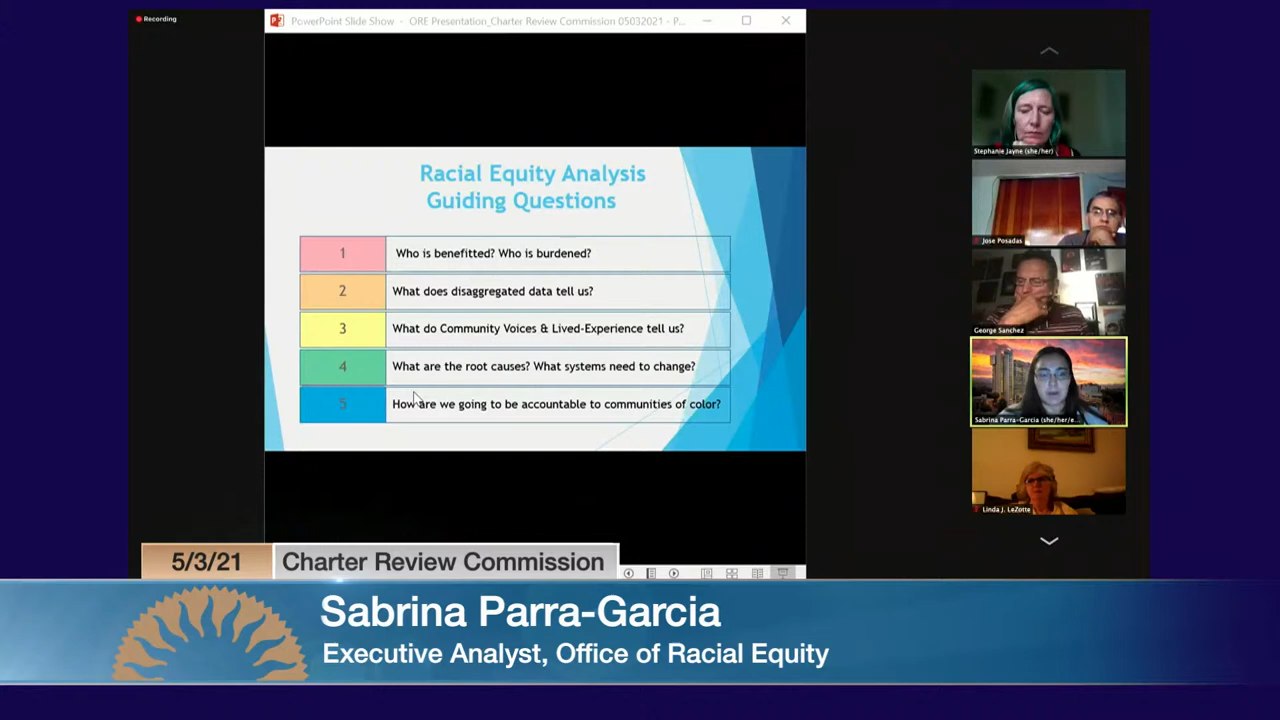 Recording
PowerPoint Slide Show - ORE Presentation_Charter Review Commission 05032021 - P...
Racial Equity Analysis
Guiding Questions
1 Who is benefitted? Who is burdened?
2 What does disaggregated data tell us?
3 What do Community Voices & Lived-Experience tell us?
4 What are the root causes? What systems need to change?
5 How are we going to be accountable to communities of color?
Stephanie Jayne (she/her)
Jose Posadas
George Sanchez
Sabrina Parra-Garcia (she/her/e...
Linda J. LeZotte
5/3/21 Charter Review Commission
Sabrina Parra-Garcia
Executive Analyst, Office of Racial Equity